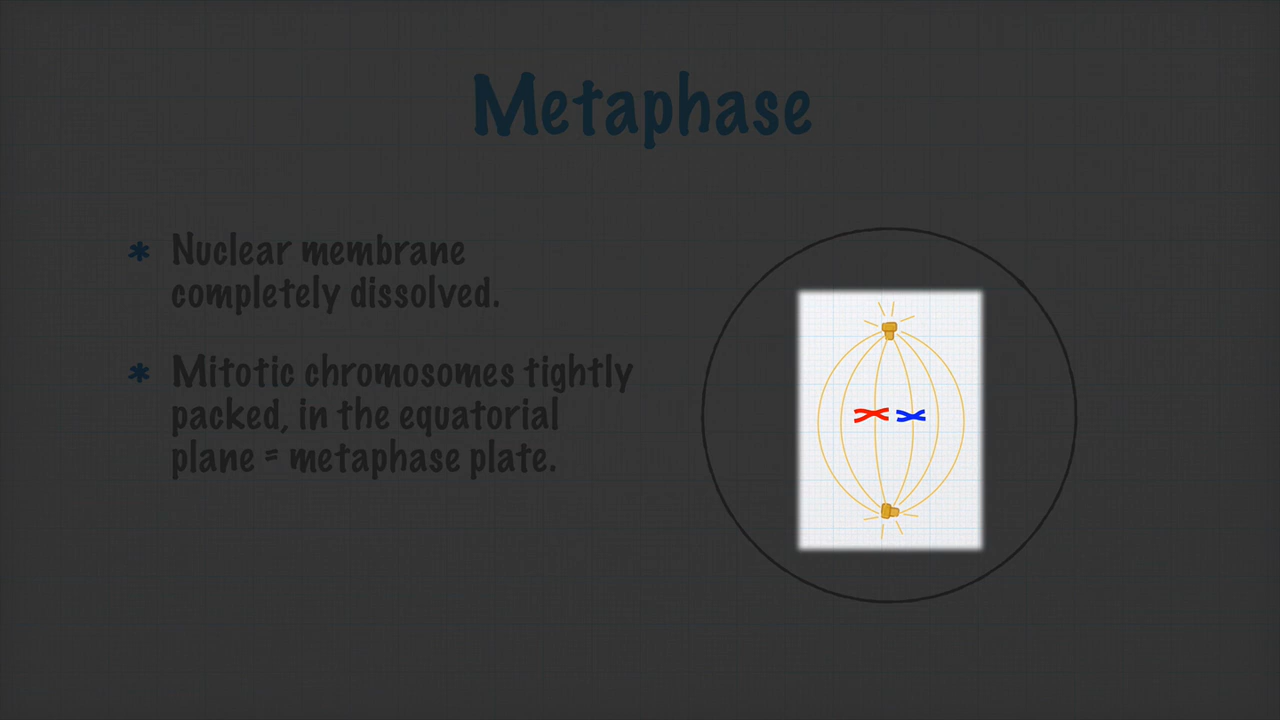 Metaphase
* Nuclear membrane
completely dissolved.
* Mitotic chromosomes tightly
packed, in the equatorial
plane = metaphase plate.